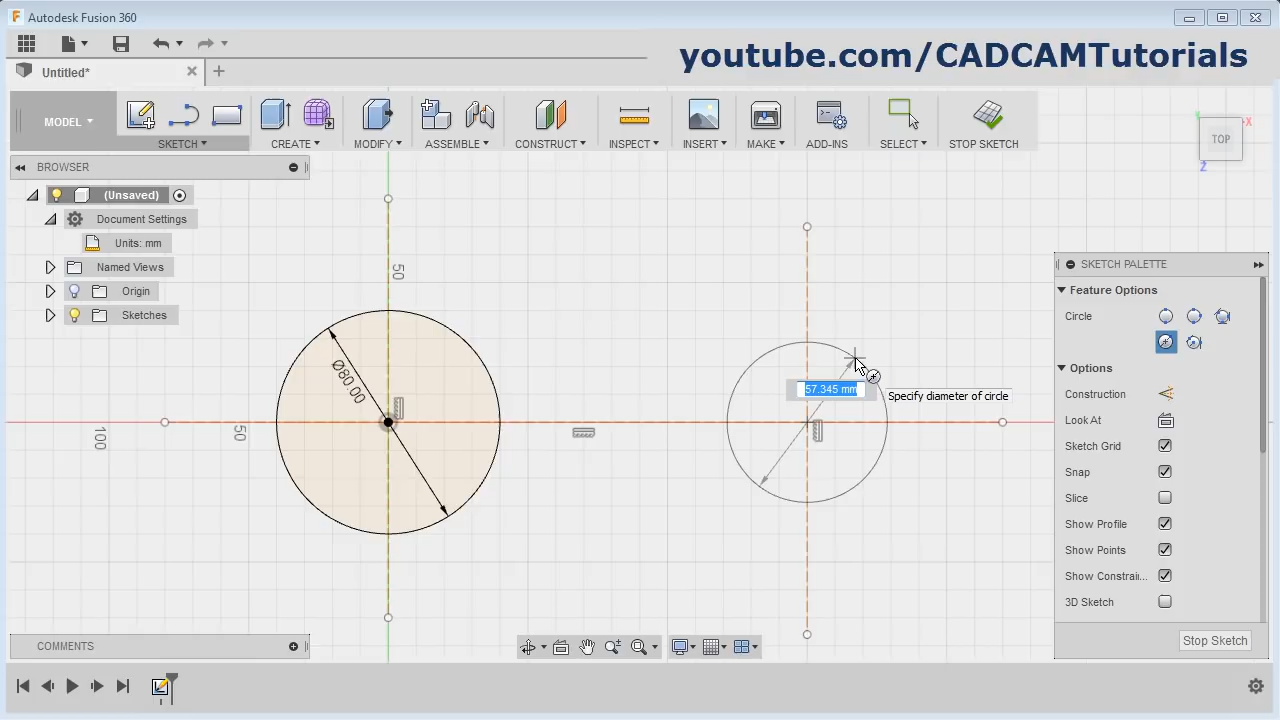 Autodesk Fusion 360
youtube.com/CADCAMTutorials
Untitled*
MODEL
SKETCH
CREATE
MODIFY
ASSEMBLE
CONSTRUCT
INSPECT
INSERT
MAKE
ADD-INS
SELECT
STOP SKETCH
TOP
X
Y
Z
BROWSER
(Unsaved)
Document Settings
Units: mm
Named Views
Origin
Sketches
50
Ø80.00
100
50
57.345 mm
Specify diameter of circle
SKETCH PALETTE
Feature Options
Circle
Options
Construction
Look At
Sketch Grid
Snap
Slice
Show Profile
Show Points
Show Constrai...
3D Sketch
Stop Sketch
COMMENTS